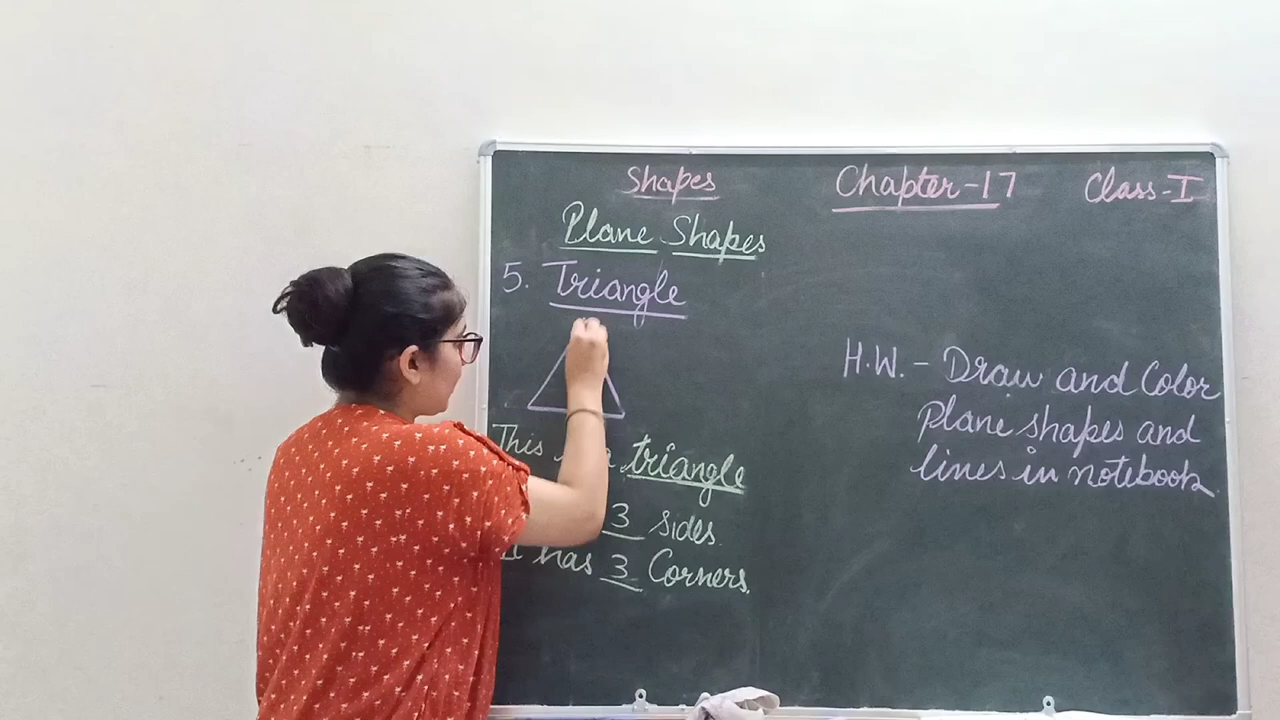 Shapes Chapter-17 Class-I
Plane Shapes
5. Triangle
This a triangle
3 sides.
It has 3 Corners.
H.W. - Draw and Color
Plane shapes and
lines in notebook